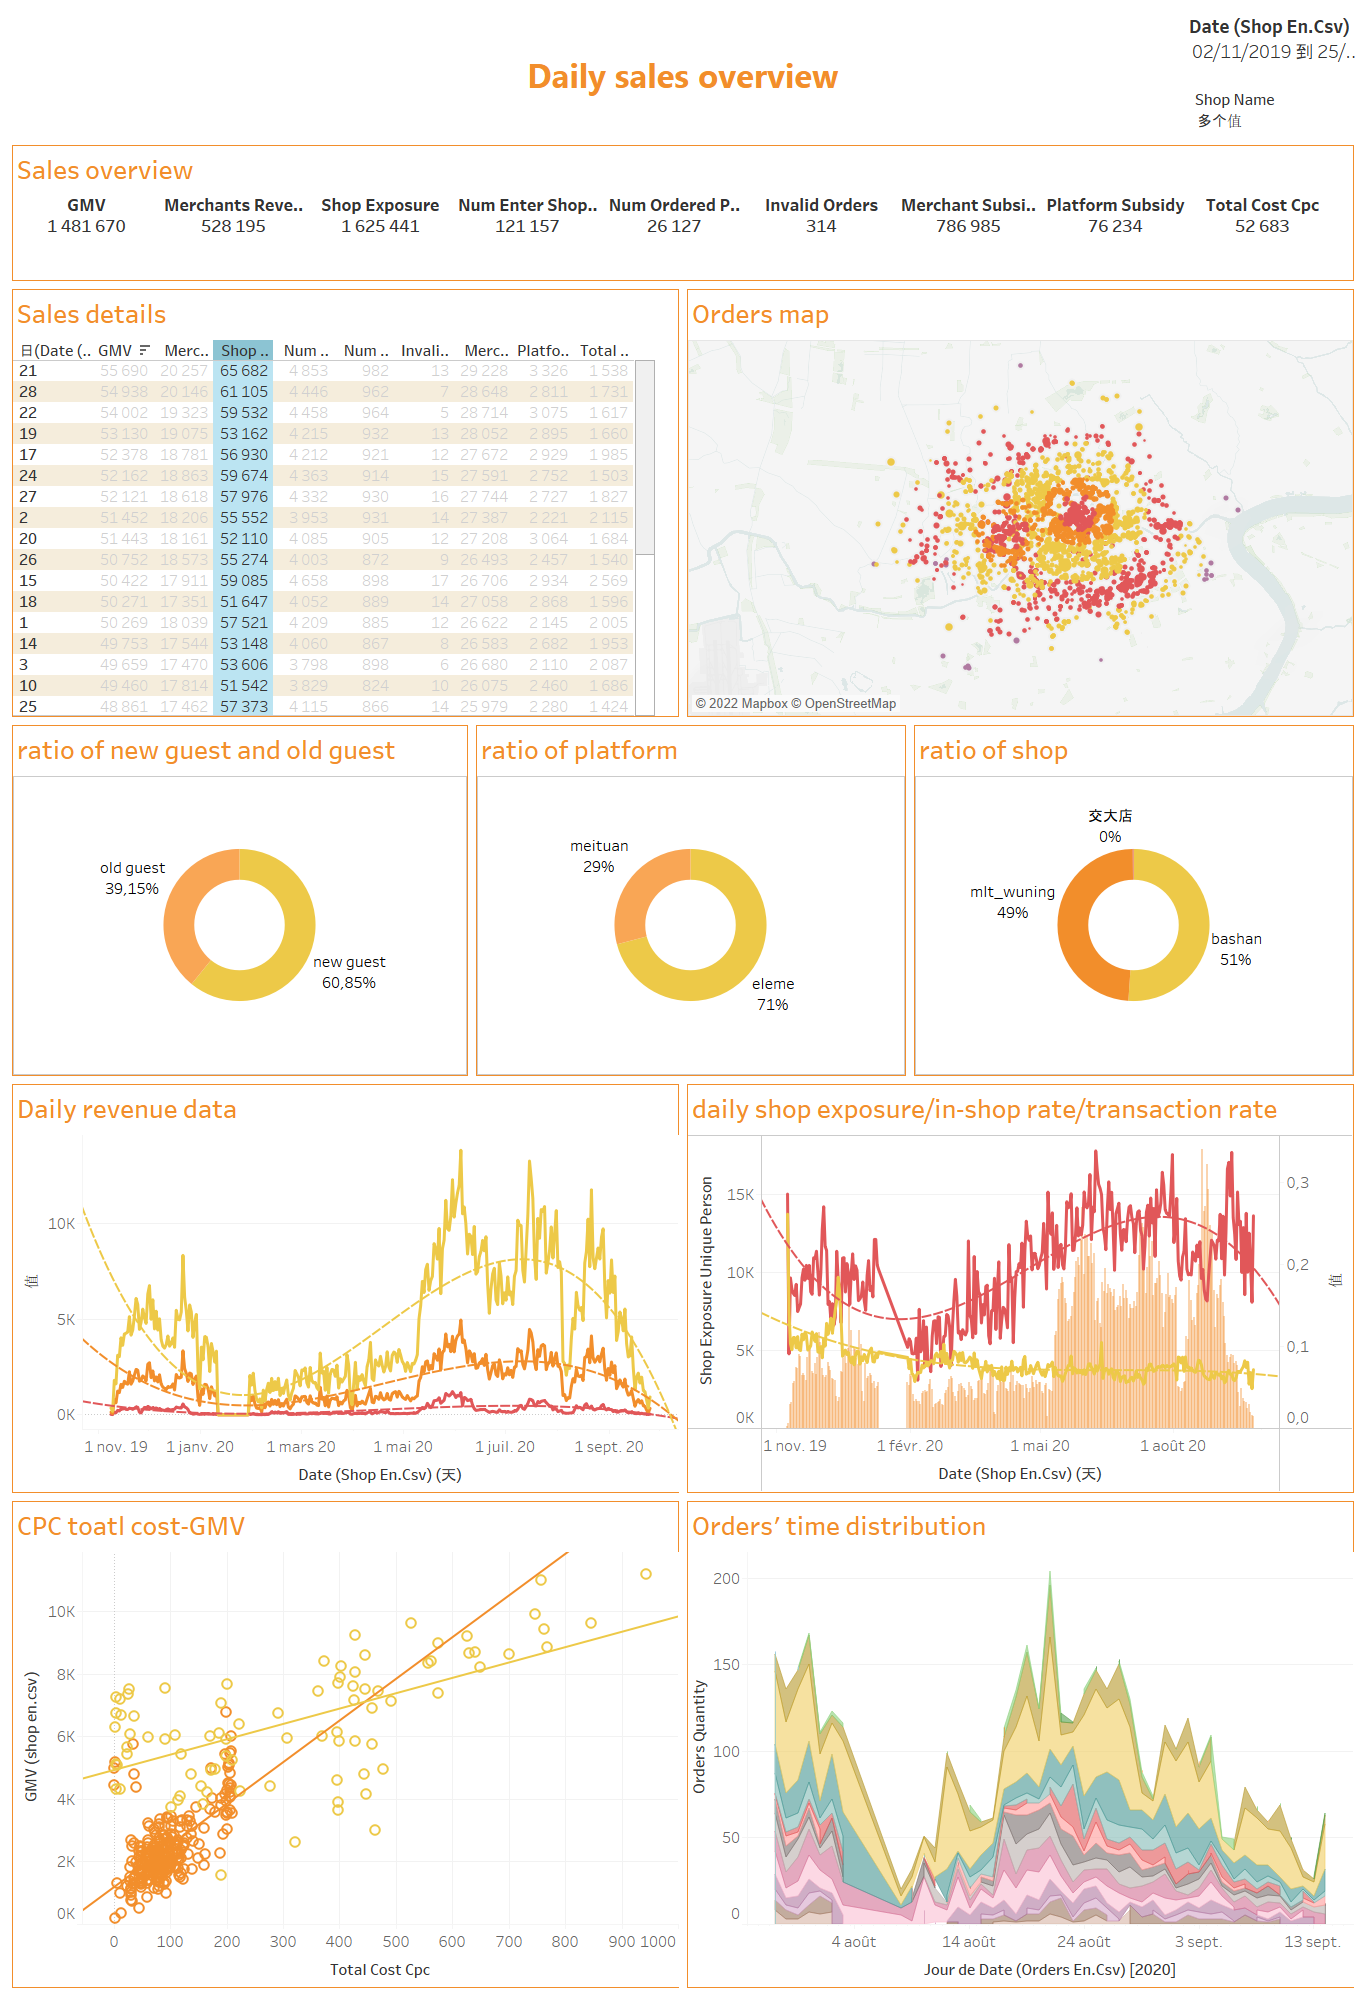 Date (Shop En.Csv)
02/11/2019 到 25/..
Daily sales overview
Shop Name
多个值
Sales overview
GMV Merchants Reve.. Shop Exposure Num Enter Shop.. Num Ordered P.. Invalid Orders Merchant Subsi.. Platform Subsidy Total Cost Cpc
1 481 670 528 195 1 625 441 121 157 26 127 314 786 985 76 234 52 683
Sales details
日(Date (.. GMV Merc.. Shop .. Num .. Num .. Invali.. Merc.. Platfo.. Total ..
21 55 690 20 257 65 682 4 853 982 13 29 228 3 326 1 538
28 54 938 20 146 61 105 4 446 962 7 28 648 2 811 1 731
22 54 002 19 323 59 532 4 458 964 5 28 714 3 075 1 617
19 53 130 19 075 53 162 4 215 932 13 28 052 2 895 1 660
17 52 378 18 781 56 930 4 212 921 12 27 672 2 929 1 985
24 52 162 18 863 59 674 4 363 914 15 27 591 2 752 1 503
27 52 121 18 618 57 976 4 332 930 16 27 744 2 727 1 827
2 51 452 18 206 55 552 3 953 931 14 27 387 2 221 2 115
20 51 443 18 161 52 110 4 085 905 12 27 208 3 064 1 684
26 50 752 18 573 55 274 4 007 872 9 26 493 2 457 1 540
15 50 422 17 911 59 085 4 658 898 17 26 706 2 934 2 569
18 50 271 17 351 51 647 4 052 889 14 27 058 2 868 1 596
1 50 269 18 039 57 521 4 209 885 12 26 622 2 145 2 005
14 49 753 17 544 53 148 4 060 867 8 26 583 2 682 1 953
3 49 659 17 470 53 606 3 798 898 6 26 680 2 110 2 087
10 49 460 17 814 51 542 3 829 824 10 26 075 2 460 1 686
25 48 861 17 462 57 373 4 115 866 14 25 979 2 280 1 424
Orders map
© 2022 Mapbox © OpenStreetMap
ratio of new guest and old guest
old guest
39,15%
new guest
60,85%
ratio of platform
meituan
29%
eleme
71%
ratio of shop
交大店
0%
mlt_wuning
49%
bashan
51%
Daily revenue data
10K
5K
0K
值
1 nov. 19 1 janv. 20 1 mars 20 1 mai 20 1 juil. 20 1 sept. 20
Date (Shop En.Csv) (天)
daily shop exposure/in-shop rate/transaction rate
Shop Exposure Unique Person
15K
10K
5K
0K
0,3
0,2
0,1
0,0
值
1 nov. 19 1 févr. 20 1 mai 20 1 août 20
Date (Shop En.Csv) (天)
CPC toatl cost-GMV
GMV (shop en.csv)
10K
8K
6K
4K
2K
0K
0 100 200 300 400 500 600 700 800 900 1000
Total Cost Cpc
Orders' time distribution
Orders Quantity
200
150
100
50
0
4 août 14 août 24 août 3 sept. 13 sept.
Jour de Date (Orders En.Csv) [2020]